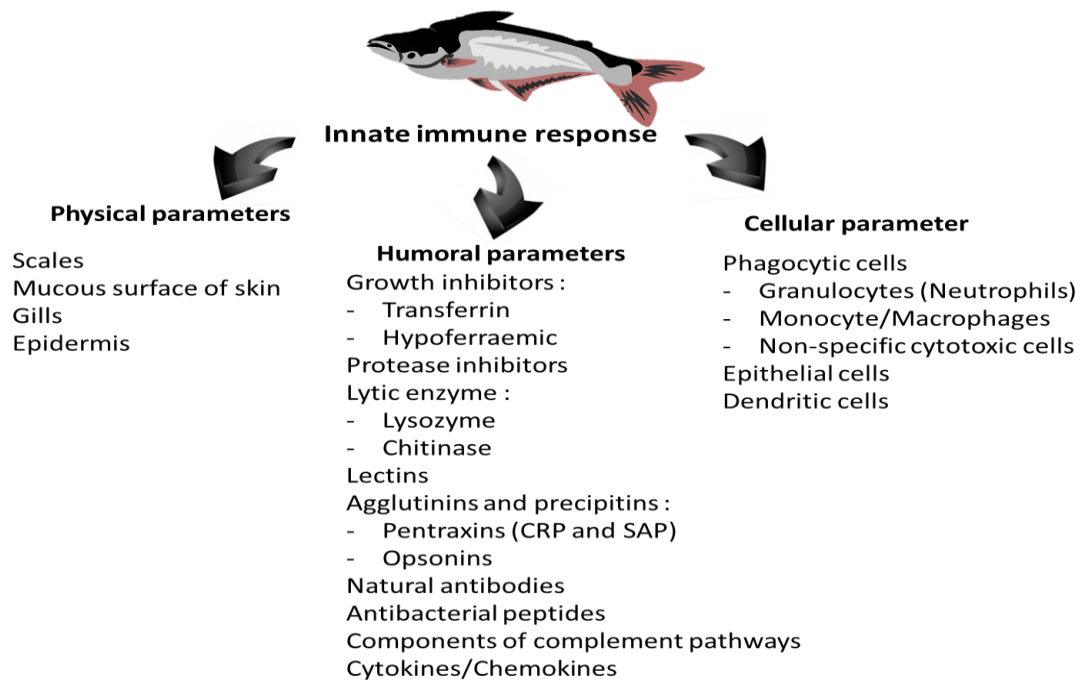 Innate immune response
Physical parameters
Scales
Mucous surface of skin
Gills
Epidermis
Humoral parameters
Growth inhibitors :
- Transferrin
- Hypoferraemic
Protease inhibitors
Lytic enzyme :
- Lysozyme
- Chitinase
Lectins
Agglutinins and precipitins :
- Pentraxins (CRP and SAP)
- Opsonins
Natural antibodies
Antibacterial peptides
Components of complement pathways
Cytokines/Chemokines
Cellular parameter
Phagocytic cells
- Granulocytes (Neutrophils)
- Monocyte/Macrophages
- Non-specific cytotoxic cells
Epithelial cells
Dendritic cells